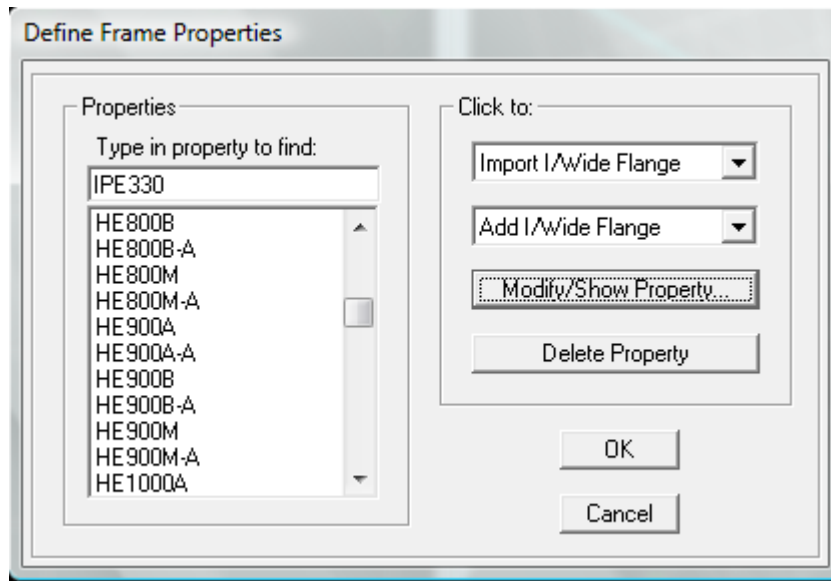 Define Frame Properties
Properties
Type in property to find:
IPE330
HE800B
HE800B-A
HE800M
HE800M-A
HE900A
HE900A-A
HE900B
HE900B-A
HE900M
HE900M-A
HE1000A
Click to:
Import I/Wide Flange
Add I/Wide Flange
Modify/Show Property...
Delete Property
OK
Cancel